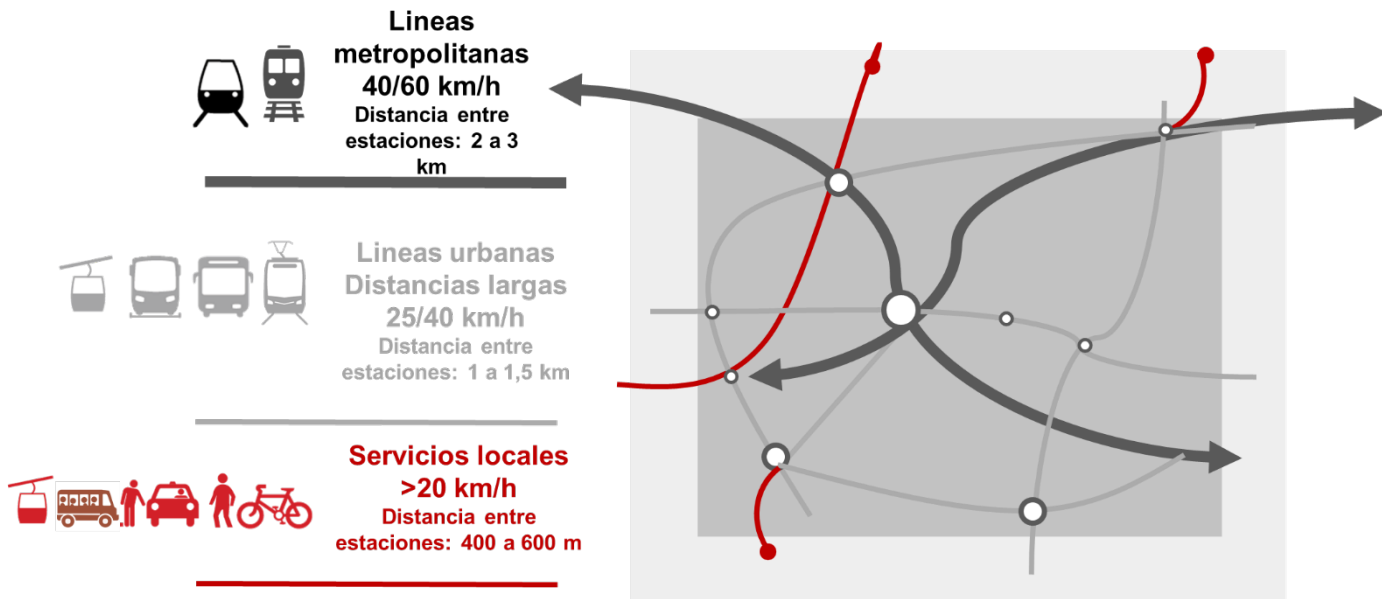 Lineas
metropolitanas
40/60 km/h
Distancia entre
estaciones: 2 a 3
km
Lineas urbanas
Distancias largas
25/40 km/h
Distancia entre
estaciones: 1 a 1,5 km
Servicios locales
>20 km/h
Distancia entre
estaciones: 400 a 600 m